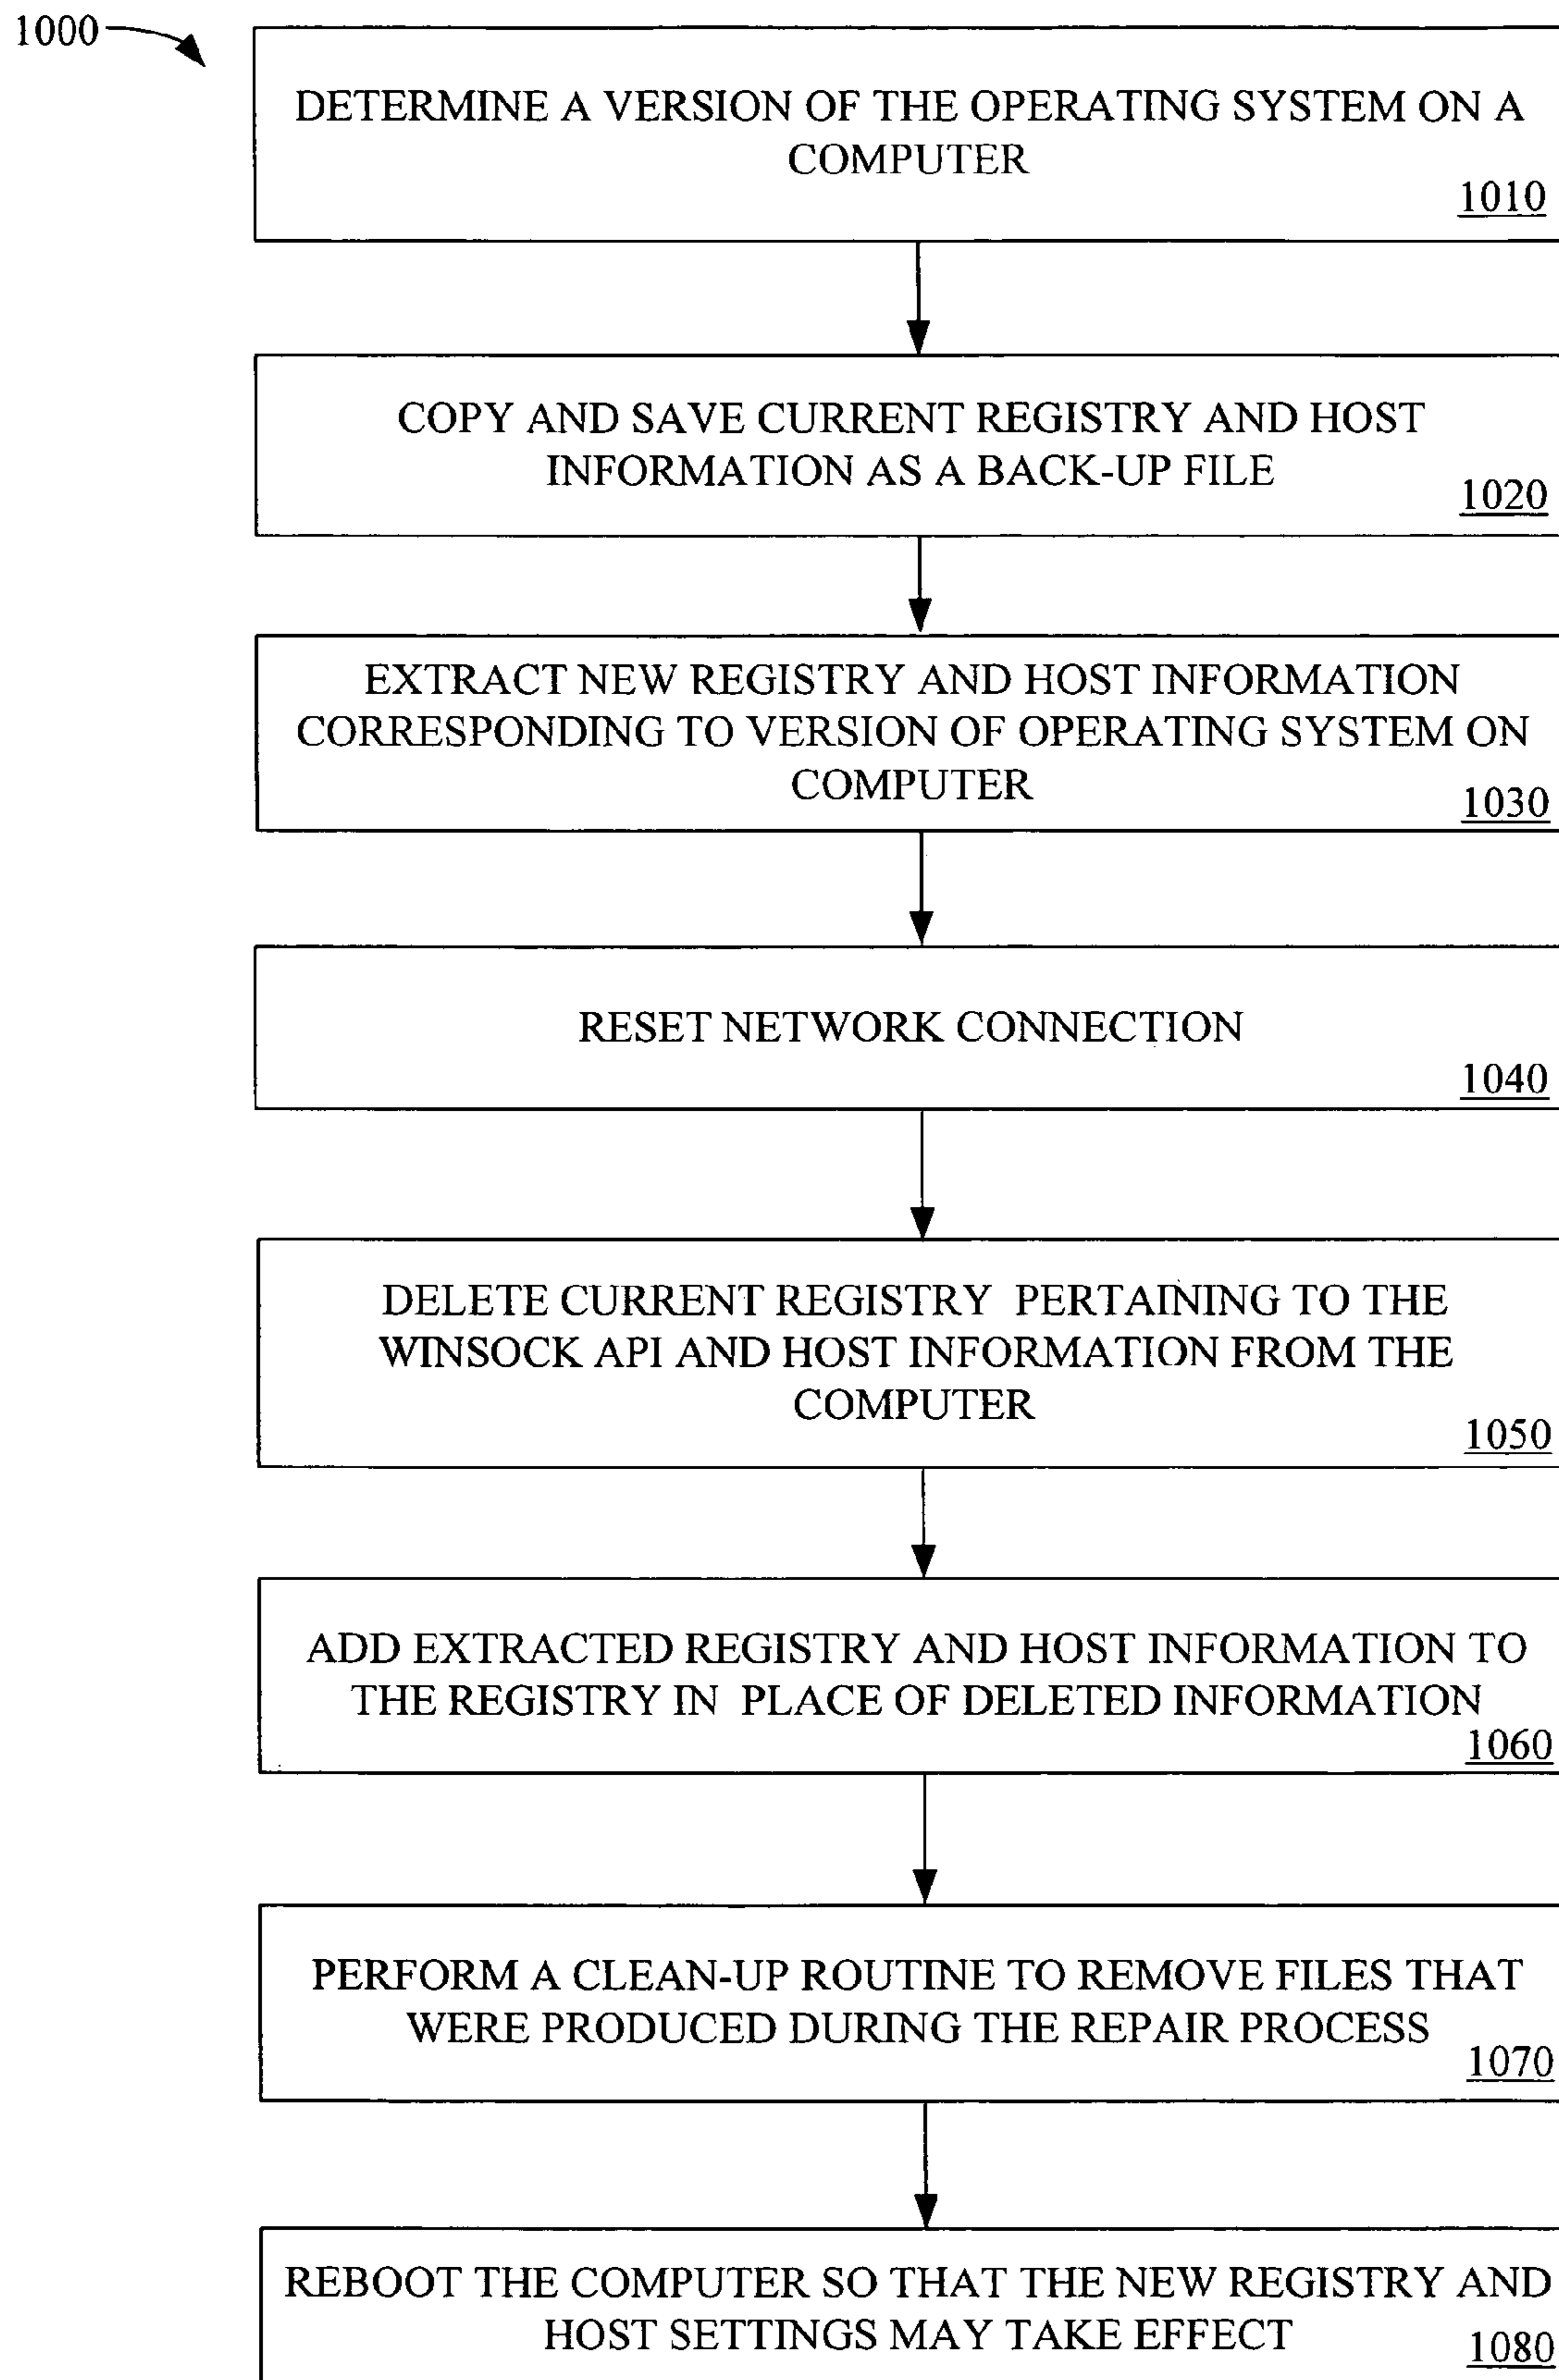 1000
DETERMINE A VERSION OF THE OPERATING SYSTEM ON A
COMPUTER
1010
COPY AND SAVE CURRENT REGISTRY AND HOST
INFORMATION AS A BACK-UP FILE
1020
EXTRACT NEW REGISTRY AND HOST INFORMATION
CORRESPONDING TO VERSION OF OPERATING SYSTEM ON
COMPUTER
1030
RESET NETWORK CONNECTION
1040
DELETE CURRENT REGISTRY PERTAINING TO THE
WINSOCK API AND HOST INFORMATION FROM THE
COMPUTER
1050
ADD EXTRACTED REGISTRY AND HOST INFORMATION TO
THE REGISTRY IN PLACE OF DELETED INFORMATION
1060
PERFORM A CLEAN-UP ROUTINE TO REMOVE FILES THAT
WERE PRODUCED DURING THE REPAIR PROCESS
1070
REBOOT THE COMPUTER SO THAT THE NEW REGISTRY AND
HOST SETTINGS MAY TAKE EFFECT
1080